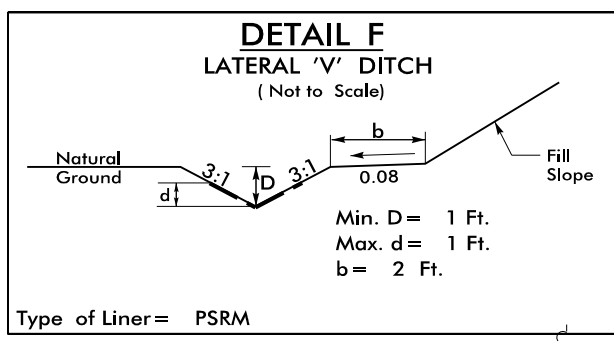 DETAIL F
LATERAL 'V' DITCH
( Not to Scale)
b
Natural
Ground
3:1
D
3:1
d
0.08
Fill
Slope
Min. D = 1 Ft.
Max. d = 1 Ft.
b = 2 Ft.
Type of Liner = PSRM